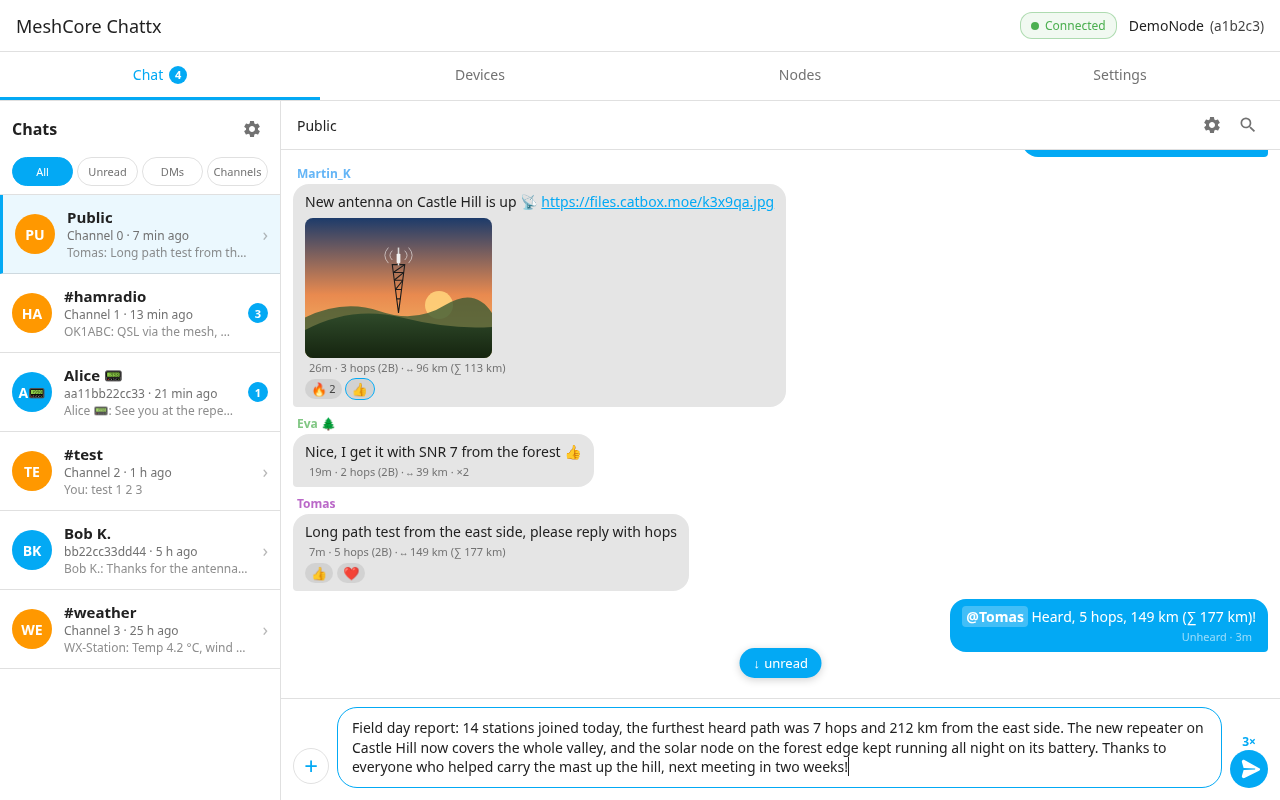 MeshCore Chattx
Connected
DemoNode (a1b2c3)
Chat 4
Devices
Nodes
Settings
Chats
All
Unread
DMs
Channels
PU
Public
Channel 0 · 7 min ago
Tomas: Long path test from th...
HA
#hamradio
Channel 1 · 13 min ago
OK1ABC: QSL via the mesh, ...
3
A📟
Alice 📟
aa11bb22cc33 · 21 min ago
Alice 📟: See you at the repe...
1
TE
#test
Channel 2 · 1 h ago
You: test 1 2 3
BK
Bob K.
bb22cc33dd44 · 5 h ago
Bob K.: Thanks for the antenna...
WE
#weather
Channel 3 · 25 h ago
WX-Station: Temp 4.2 °C, wind ...
Public
Martin_K
New antenna on Castle Hill is up 📡 https://files.catbox.moe/k3x9qa.jpg
26m · 3 hops (2B) · ↔ 96 km (∑ 113 km)
🔥 2 👍
Eva 🌲
Nice, I get it with SNR 7 from the forest 👍
19m · 2 hops (2B) · ↔ 39 km · ×2
Tomas
Long path test from the east side, please reply with hops
7m · 5 hops (2B) · ↔ 149 km (∑ 177 km)
👍 ❤️
@Tomas Heard, 5 hops, 149 km (∑ 177 km)!
Unheard · 3m
↓ unread
Field day report: 14 stations joined today, the furthest heard path was 7 hops and 212 km from the east side. The new repeater on
Castle Hill now covers the whole valley, and the solar node on the forest edge kept running all night on its battery. Thanks to
everyone who helped carry the mast up the hill, next meeting in two weeks!
3×